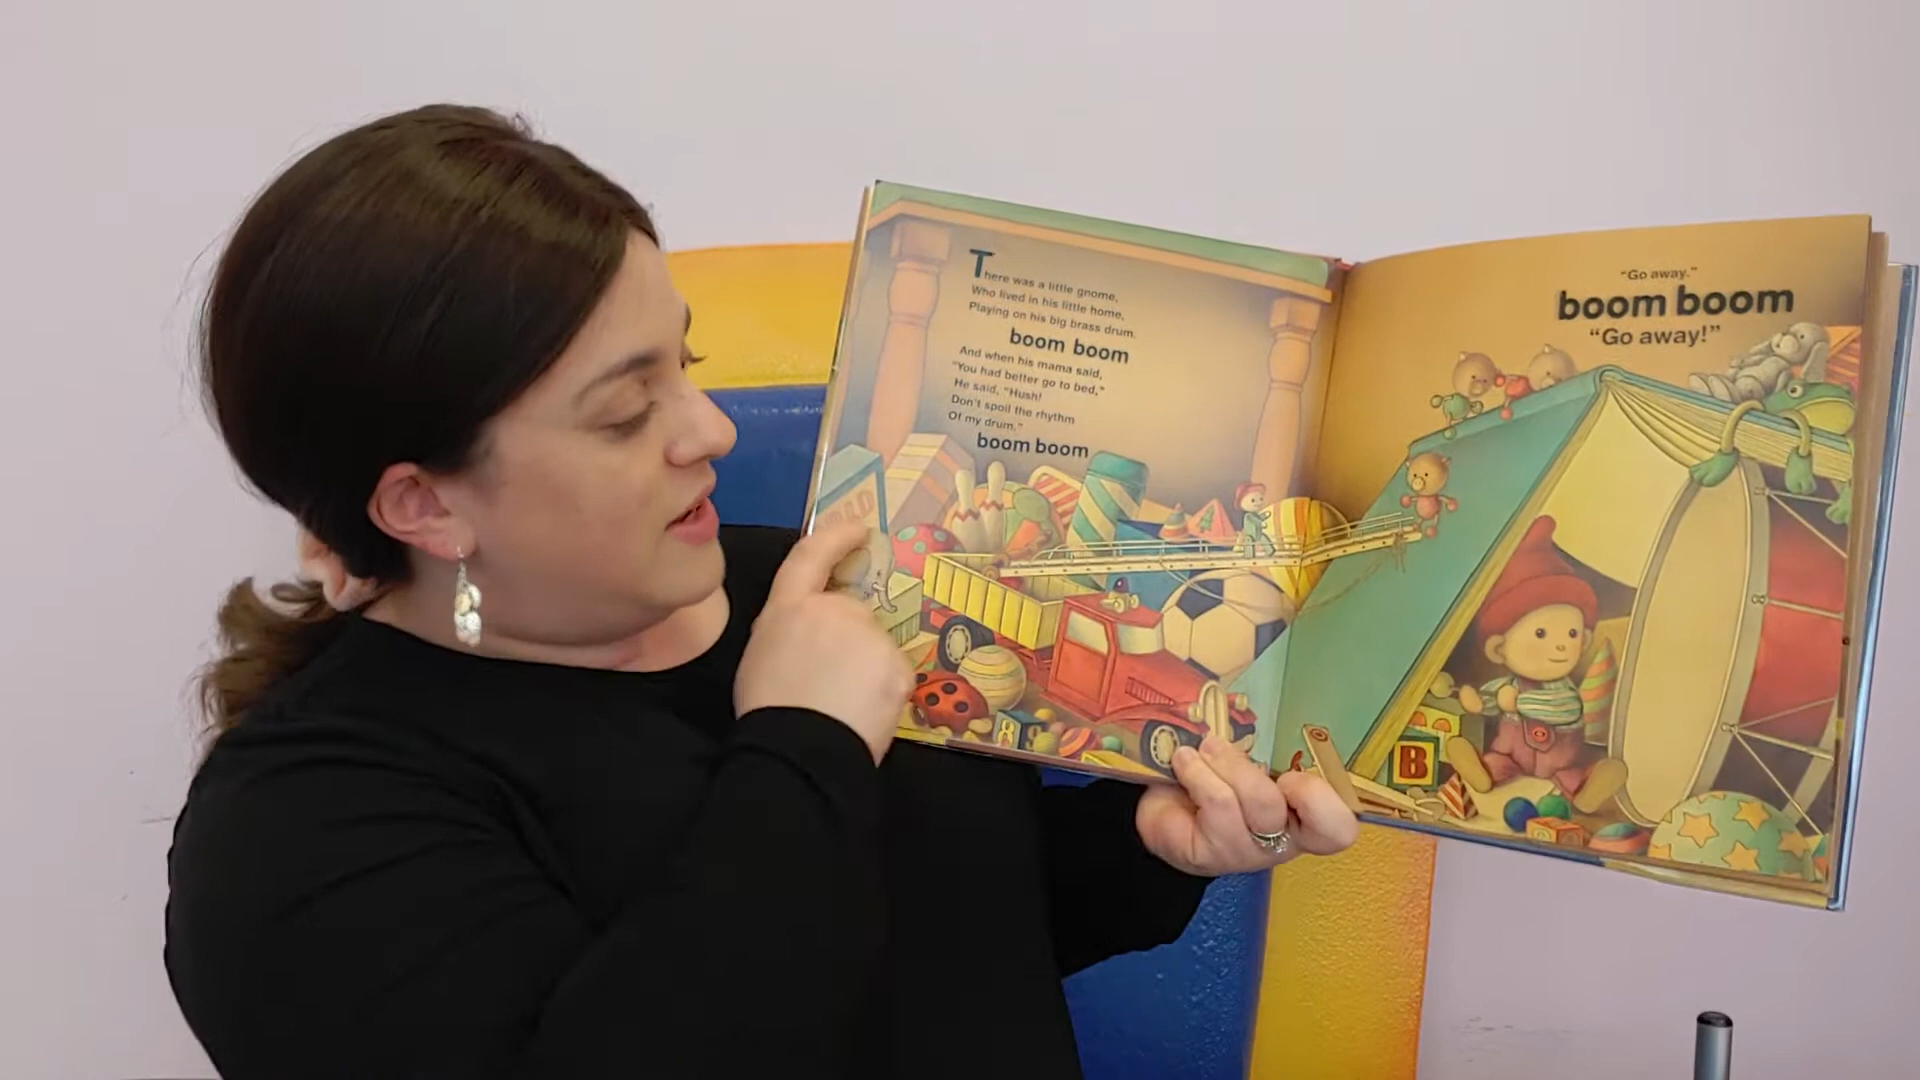 There was a little gnome,
Who lived in his little home,
Playing on his big brass drum.
boom boom
And when his mama said,
"You had better go to bed,"
He said, "Hush!
Don't spoil the rhythm
Of my drum."
boom boom
"Go away."
boom boom
"Go away!"
B
8